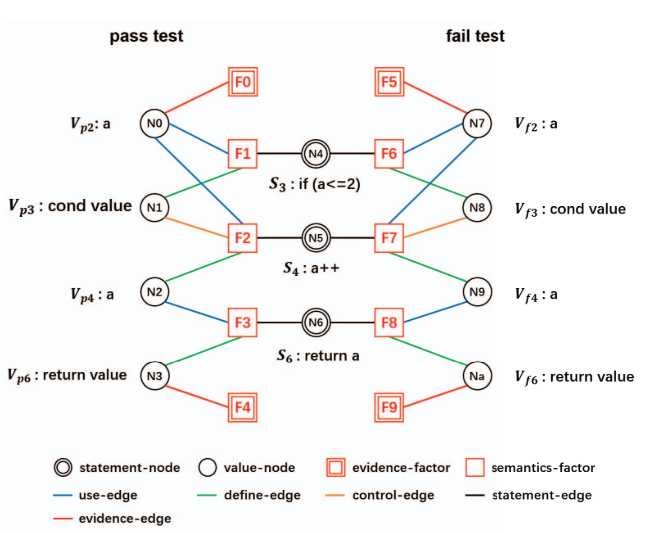 pass test
fail test
F0
F5
V_{p2}: a
N0
N7
V_{f2} : a
F1
N4
F6
S_3 : if (a<=2)
V_{p3} : cond value
N1
N8
V_{f3} : cond value
F2
N5
F7
S_4 : a++
V_{p4} : a
N2
N9
V_{f4} : a
F3
N6
F8
S_6 : return a
V_{p6} : return value
N3
Na
V_{f6} : return value
F4
F9
statement-node
value-node
evidence-factor
semantics-factor
use-edge
define-edge
control-edge
statement-edge
evidence-edge